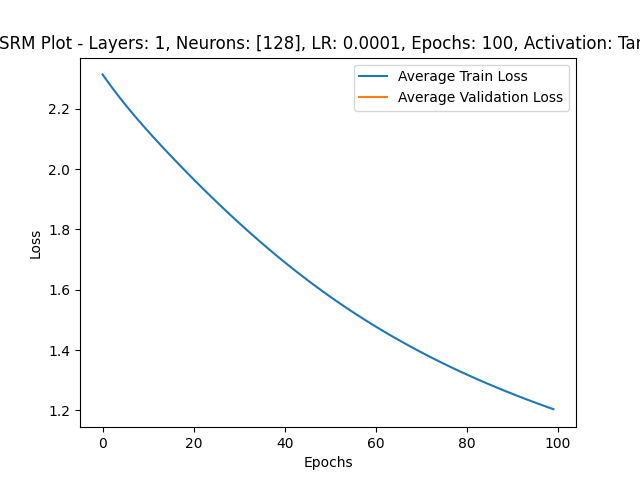 SRM Plot - Layers: 1, Neurons: [128], LR: 0.0001, Epochs: 100, Activation: Tan
Average Train Loss
Average Validation Loss
Loss
2.2
2.0
1.8
1.6
1.4
1.2
0 20 40 60 80 100
Epochs